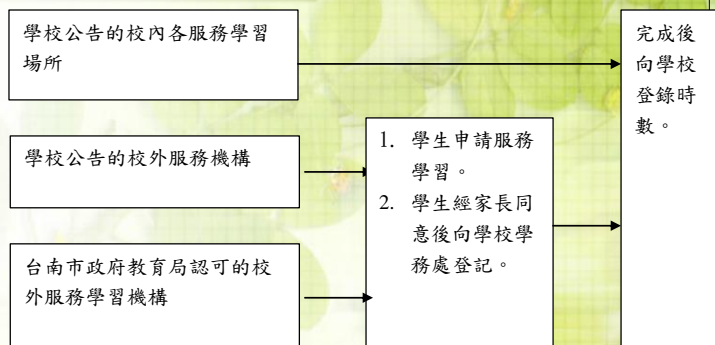 學校公告的校內各服務學習
場所
學校公告的校外服務機構
台南市政府教育局認可的校
外服務學習機構
1. 學生申請服務
學習。
2. 學生經家長同
意後向學校學
務處登記。
完成後
向學校
登錄時
數。